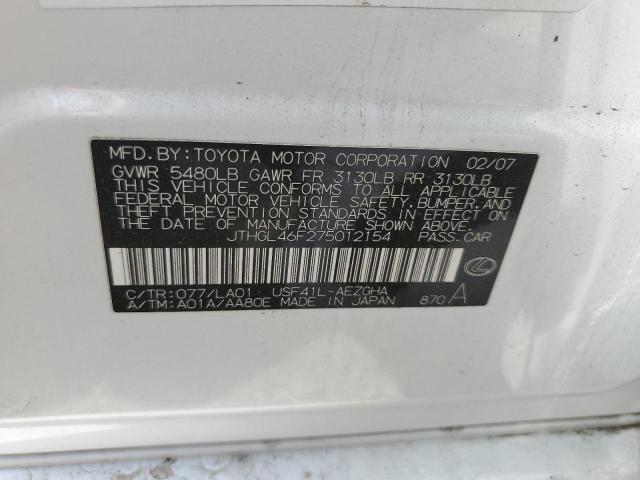 MFD.BY:TOYOTA MOTOR CORPORATION 02/07
GVWR 5480LB GAWR FR 3130LB RR 3130LB
THIS VEHICLE CONFORMS TO ALL APPLICABLE
FEDERAL MOTOR VEHICLE SAFETY,BUMPER,AND
THEFT PREVENTION STANDARDS IN EFFECT ON
THE DATE OF MANUFACTURE SHOWN ABOVE.
JTHGL46F275012154 PASS.CAR
C/TR:077/LA01 USF41L-AEZGHA
A/TM:A01A/AA80E MADE IN JAPAN 870 A